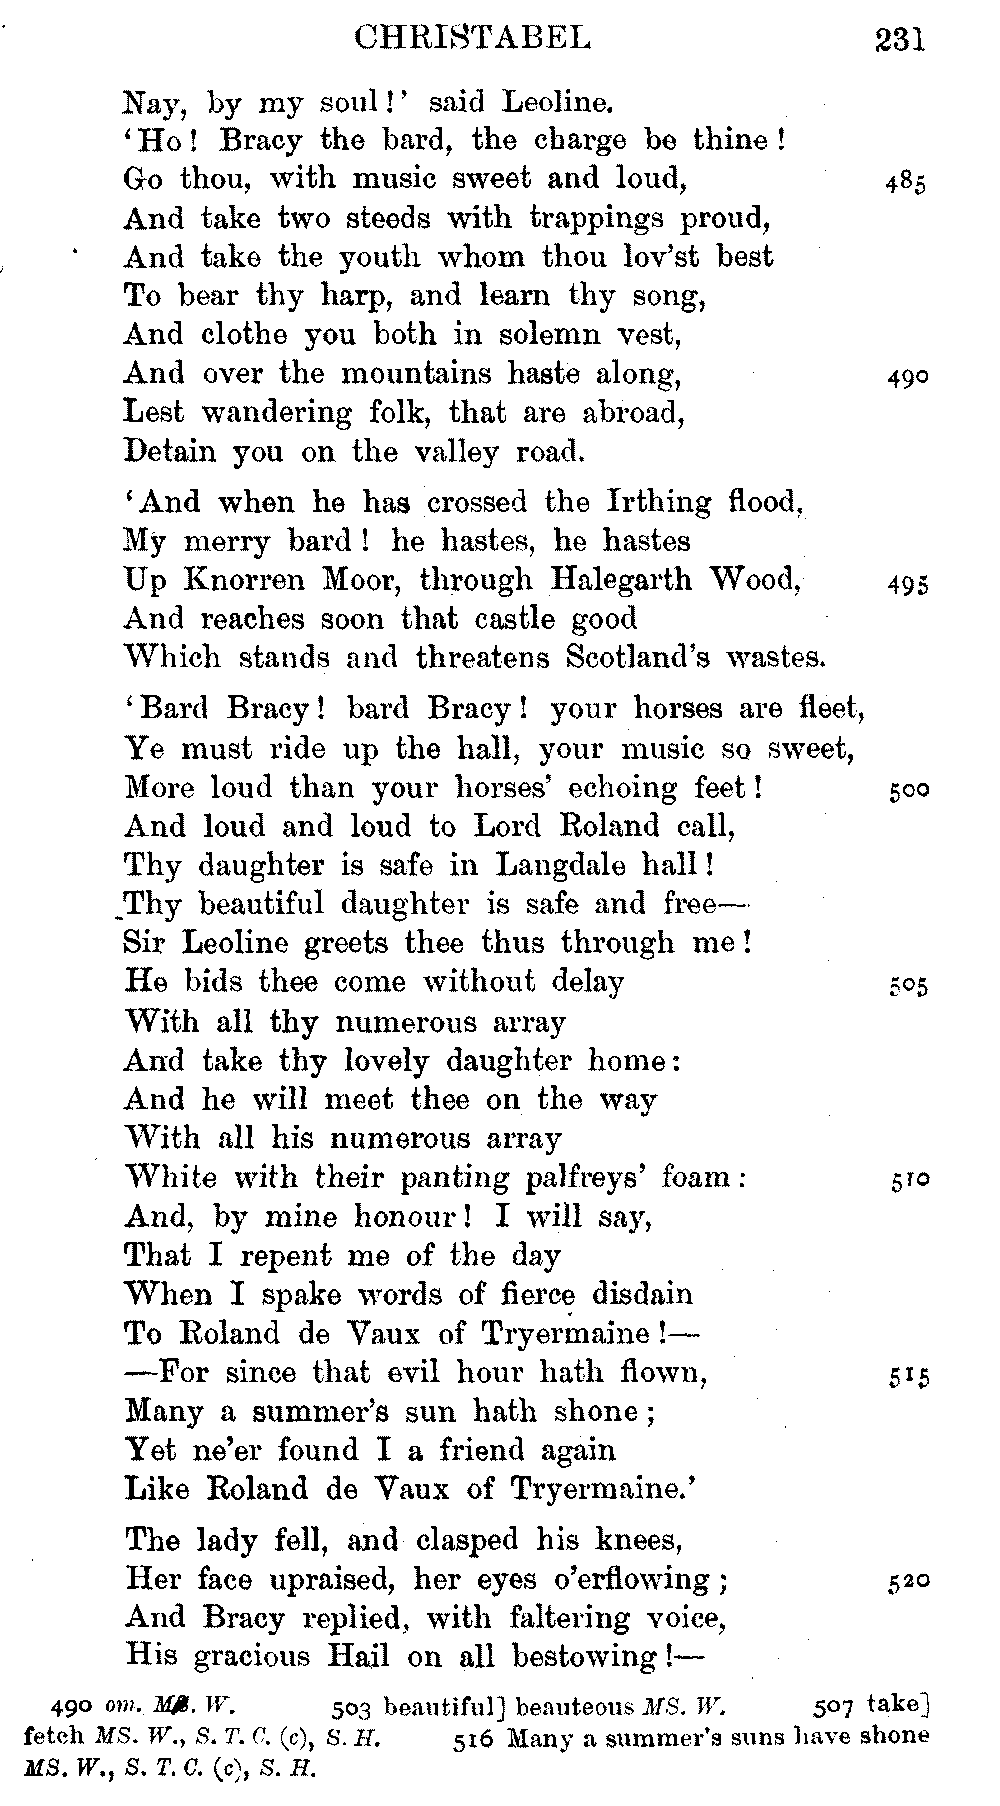 CHRISTABEL 231
Nay, by my soul!’ said Leoline.
‘Ho! Bracy the bard, the charge be thine!
Go thou, with music sweet and loud, 485
And take two steeds with trappings proud,
And take the youth whom thou lov’st best
To bear thy harp, and learn thy song,
And clothe you both in solemn vest,
And over the mountains haste along, 490
Lest wandering folk, that are abroad,
Detain you on the valley road.
‘And when he has crossed the Irthing flood,
My merry bard! he hastes, he hastes
Up Knorren Moor, through Halegarth Wood, 495
And reaches soon that castle good
Which stands and threatens Scotland’s wastes.
‘Bard Bracy! bard Bracy! your horses are fleet,
Ye must ride up the hall, your music so sweet,
More loud than your horses’ echoing feet! 500
And loud and loud to Lord Roland call,
Thy daughter is safe in Langdale hall!
Thy beautiful daughter is safe and free—
Sir Leoline greets thee thus through me!
He bids thee come without delay 505
With all thy numerous array
And take thy lovely daughter home:
And he will meet thee on the way
With all his numerous array
White with their panting palfreys’ foam: 510
And, by mine honour! I will say,
That I repent me of the day
When I spake words of fierce disdain
To Roland de Vaux of Tryermaine!—
—For since that evil hour hath flown, 515
Many a summer’s sun hath shone;
Yet ne’er found I a friend again
Like Roland de Vaux of Tryermaine.’
The lady fell, and clasped his knees,
Her face upraised, her eyes o’erflowing; 520
And Bracy replied, with faltering voice,
His gracious Hail on all bestowing!—
490 om. MS. W. 503 beautiful] beauteous MS. W. 507 take]
fetch MS. W., S. T. C. (c), S. H. 516 Many a summer’s suns have shone
MS. W., S. T. C. (c), S. H.